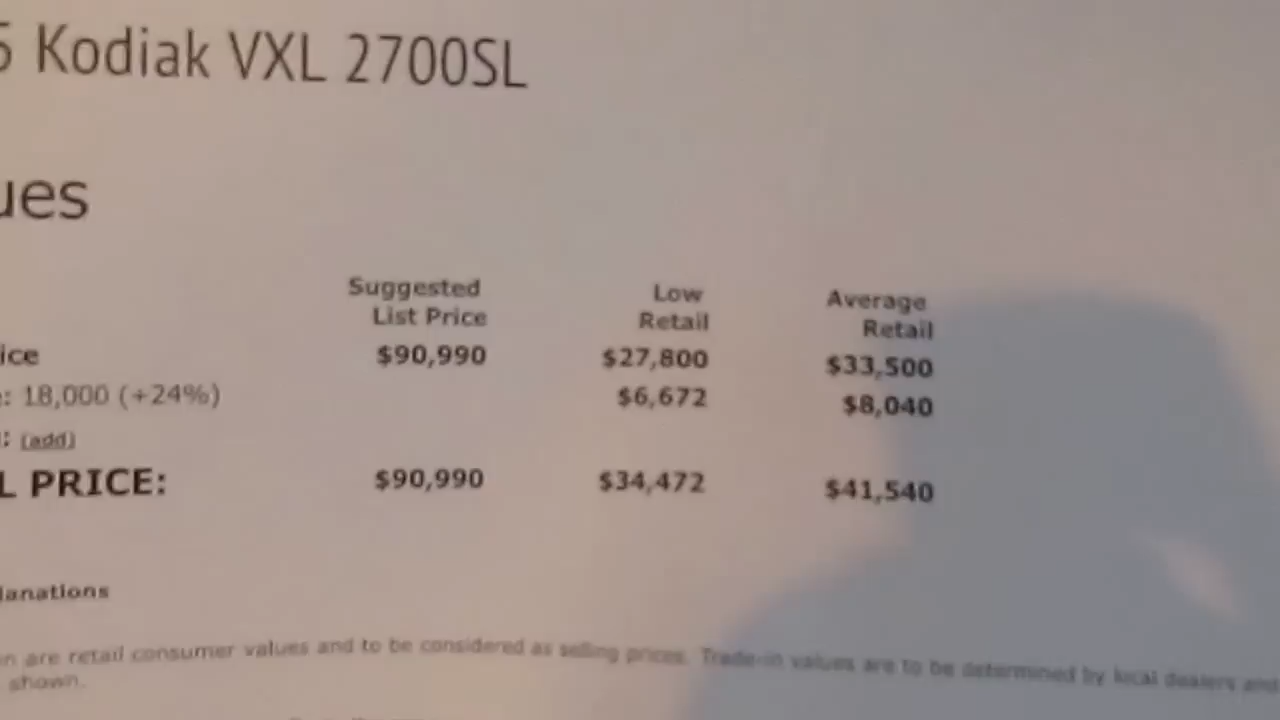 5 Kodiak VXL 2700SL
ues
Suggested List Price Low Retail Average Retail
ice $90,990 $27,800 $33,500
: 18,000 (+24%) $6,672 $8,040
: (add)
L PRICE: $90,990 $34,472 $41,540
lanations
n are retail consumer values and to be considered as selling prices. Trade-in values are to be determined by local dealers and
shown.